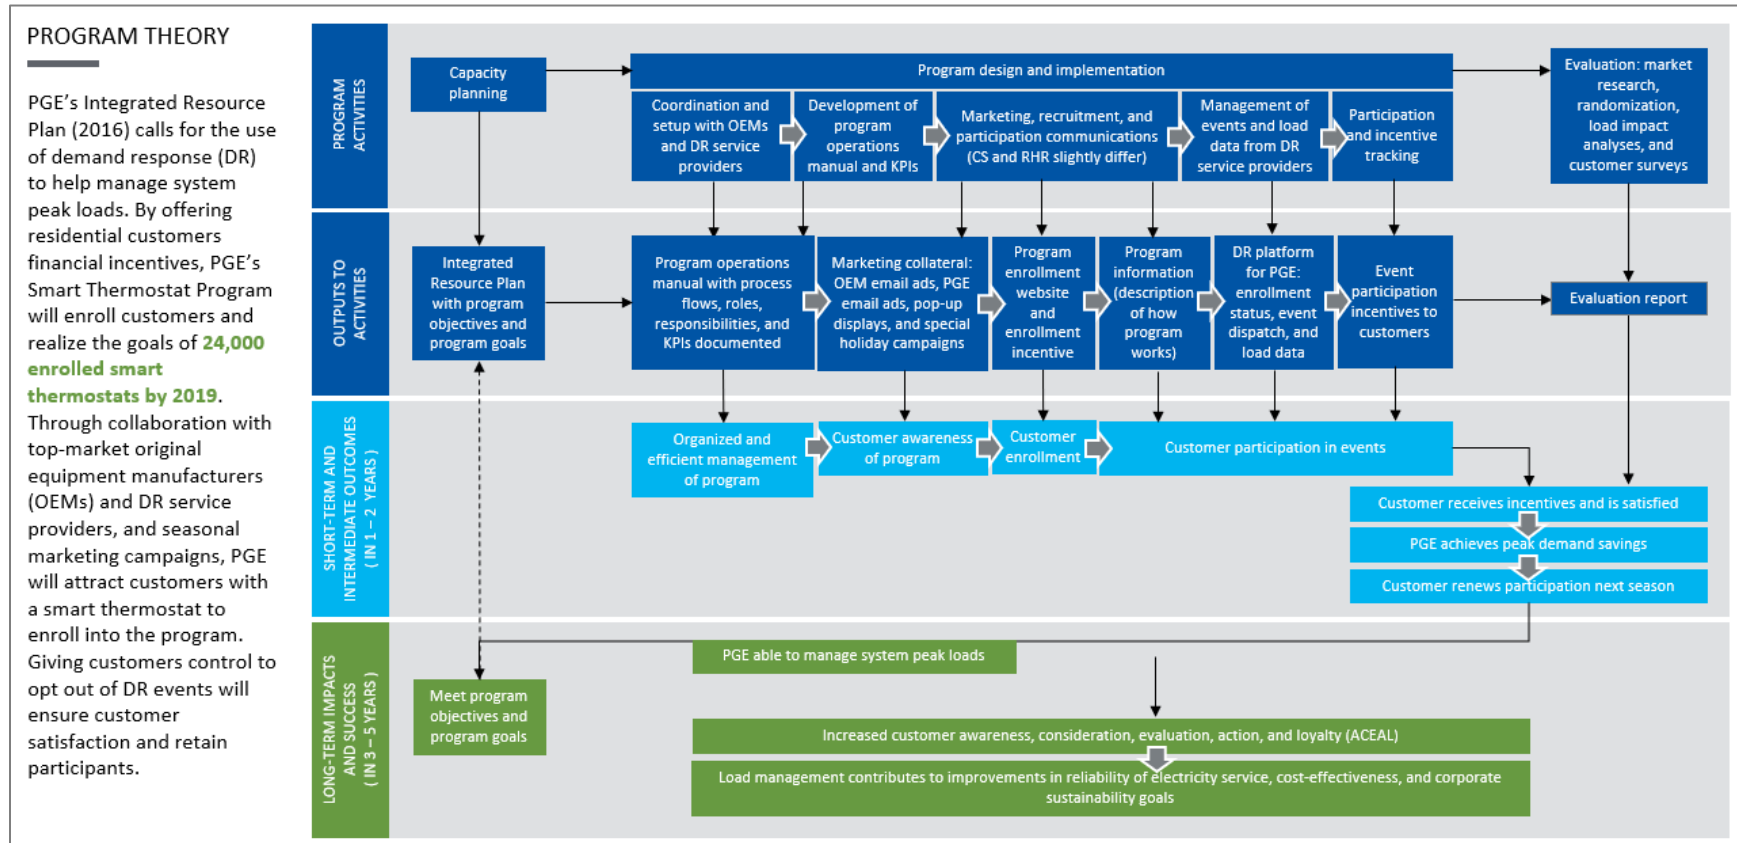 PROGRAM THEORY
PGE's Integrated Resource
Plan (2016) calls for the use
of demand response (DR)
to help manage system
peak loads. By offering
residential customers
financial incentives, PGE's
Smart Thermostat Program
will enroll customers and
realize the goals of 24,000
enrolled smart
thermostats by 2019.
Through collaboration with
top-market original
equipment manufacturers
(OEMs) and DR service
providers, and seasonal
marketing campaigns, PGE
will attract customers with
a smart thermostat to
enroll into the program.
Giving customers control to
opt out of DR events will
ensure customer
satisfaction and retain
participants.
PROGRAM
ACTIVITIES
Capacity
planning
Program design and implementation
Coordination and
setup with OEMs
and DR service
providers
Development of
program
operations
manual and KPIs
Marketing, recruitment, and
participation communications
(CS and RHR slightly differ)
Management of
events and load
data from DR
service providers
Participation
and incentive
tracking
Evaluation: market
research,
randomization,
load impact
analyses, and
customer surveys
OUTPUTS TO
ACTIVITIES
Integrated
Resource Plan
with program
objectives and
program goals
Program operations
manual with process
flows, roles,
responsibilities, and
KPIs documented
Marketing collateral:
OEM email ads, PGE
email ads, pop-up
displays, and special
holiday campaigns
Program
enrollment
website
and
enrollment
incentive
Program
information
(description
of how
program
works)
DR platform
for PGE:
enrollment
status, event
dispatch, and
load data
Event
participation
incentives to
customers
Evaluation report
SHORT-TERM AND
INTERMEDIATE OUTCOMES
( IN 1 – 2 YEARS )
Organized and
efficient management
of program
Customer awareness
of program
Customer
enrollment
Customer participation in events
Customer receives incentives and is satisfied
PGE achieves peak demand savings
Customer renews participation next season
LONG-TERM IMPACTS
AND SUCCESS
( IN 3 – 5 YEARS )
Meet program
objectives and
program goals
PGE able to manage system peak loads
Increased customer awareness, consideration, evaluation, action, and loyalty (ACEAL)
Load management contributes to improvements in reliability of electricity service, cost-effectiveness, and corporate
sustainability goals